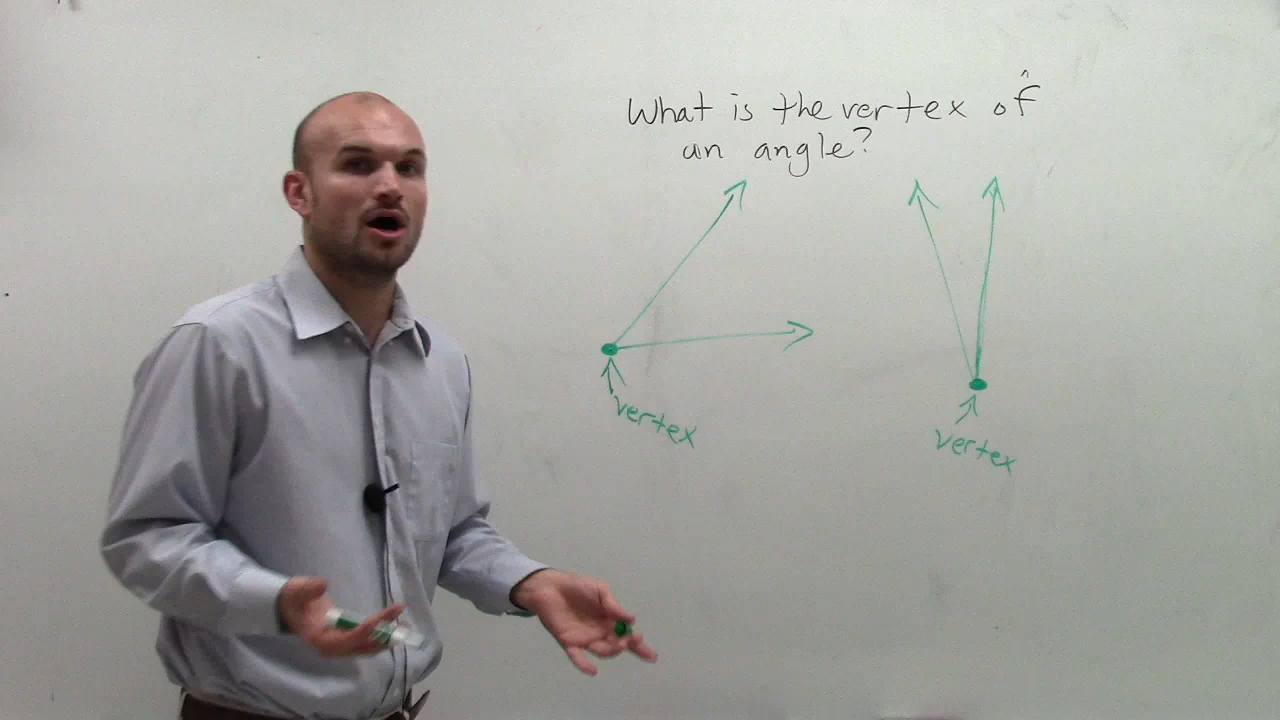 What is the vertex of
an angle?
vertex
vertex